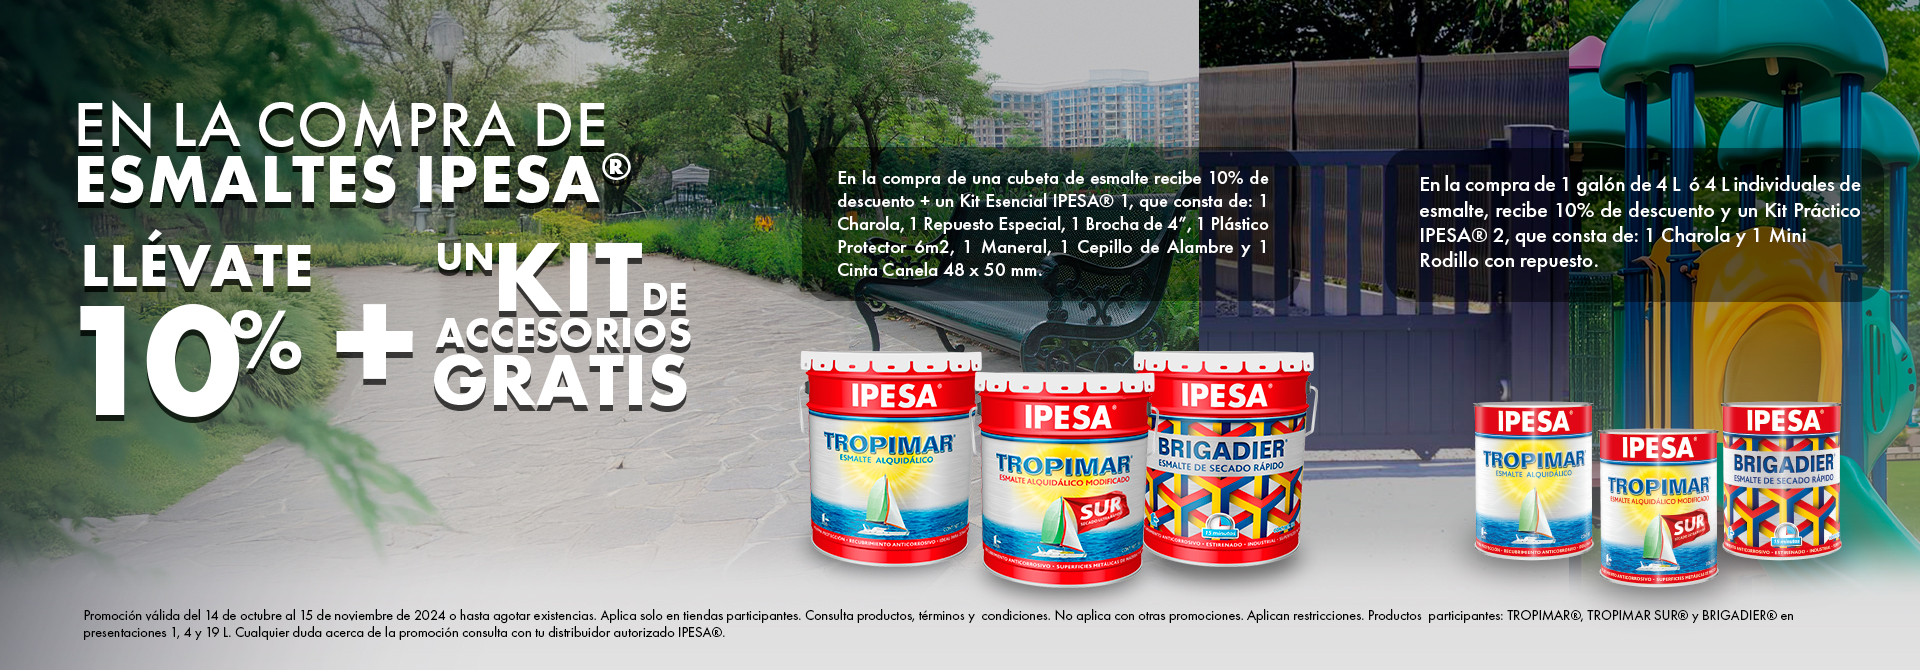 EN LA COMPRA DE
ESMALTES IPESA®
LLÉVATE
10%
+
UN KIT DE
ACCESORIOS
GRATIS
En la compra de una cubeta de esmalte recibe 10% de
descuento + un Kit Esencial IPESA® 1, que consta de: 1
Charola, 1 Repuesto Especial, 1 Brocha de 4”, 1 Plástico
Protector 6m2, 1 Maneral, 1 Cepillo de Alambre y 1
Cinta Canela 48 x 50 mm.
En la compra de 1 galón de 4 L ó 4 L individuales de
esmalte, recibe 10% de descuento y un Kit Práctico
IPESA® 2, que consta de: 1 Charola y 1 Mini
Rodillo con repuesto.
IPESA®
TROPIMAR®
ESMALTE ALQUIDÁLICO
IPESA®
TROPIMAR®
ESMALTE ALQUIDÁLICO MODIFICADO
SUR
IPESA®
BRIGADIER®
ESMALTE DE SECADO RÁPIDO
15 minutos
IPESA®
TROPIMAR®
ESMALTE ALQUIDÁLICO
IPESA®
TROPIMAR®
ESMALTE ALQUIDÁLICO MODIFICADO
SUR
IPESA®
BRIGADIER®
ESMALTE DE SECADO RÁPIDO
15 minutos
Promoción válida del 14 de octubre al 15 de noviembre de 2024 o hasta agotar existencias. Aplica solo en tiendas participantes. Consulta productos, términos y condiciones. No aplica con otras promociones. Aplican restricciones. Productos participantes: TROPIMAR®, TROPIMAR SUR® y BRIGADIER® en
presentaciones 1, 4 y 19 L. Cualquier duda acerca de la promoción consulta con tu distribuidor autorizado IPESA®.